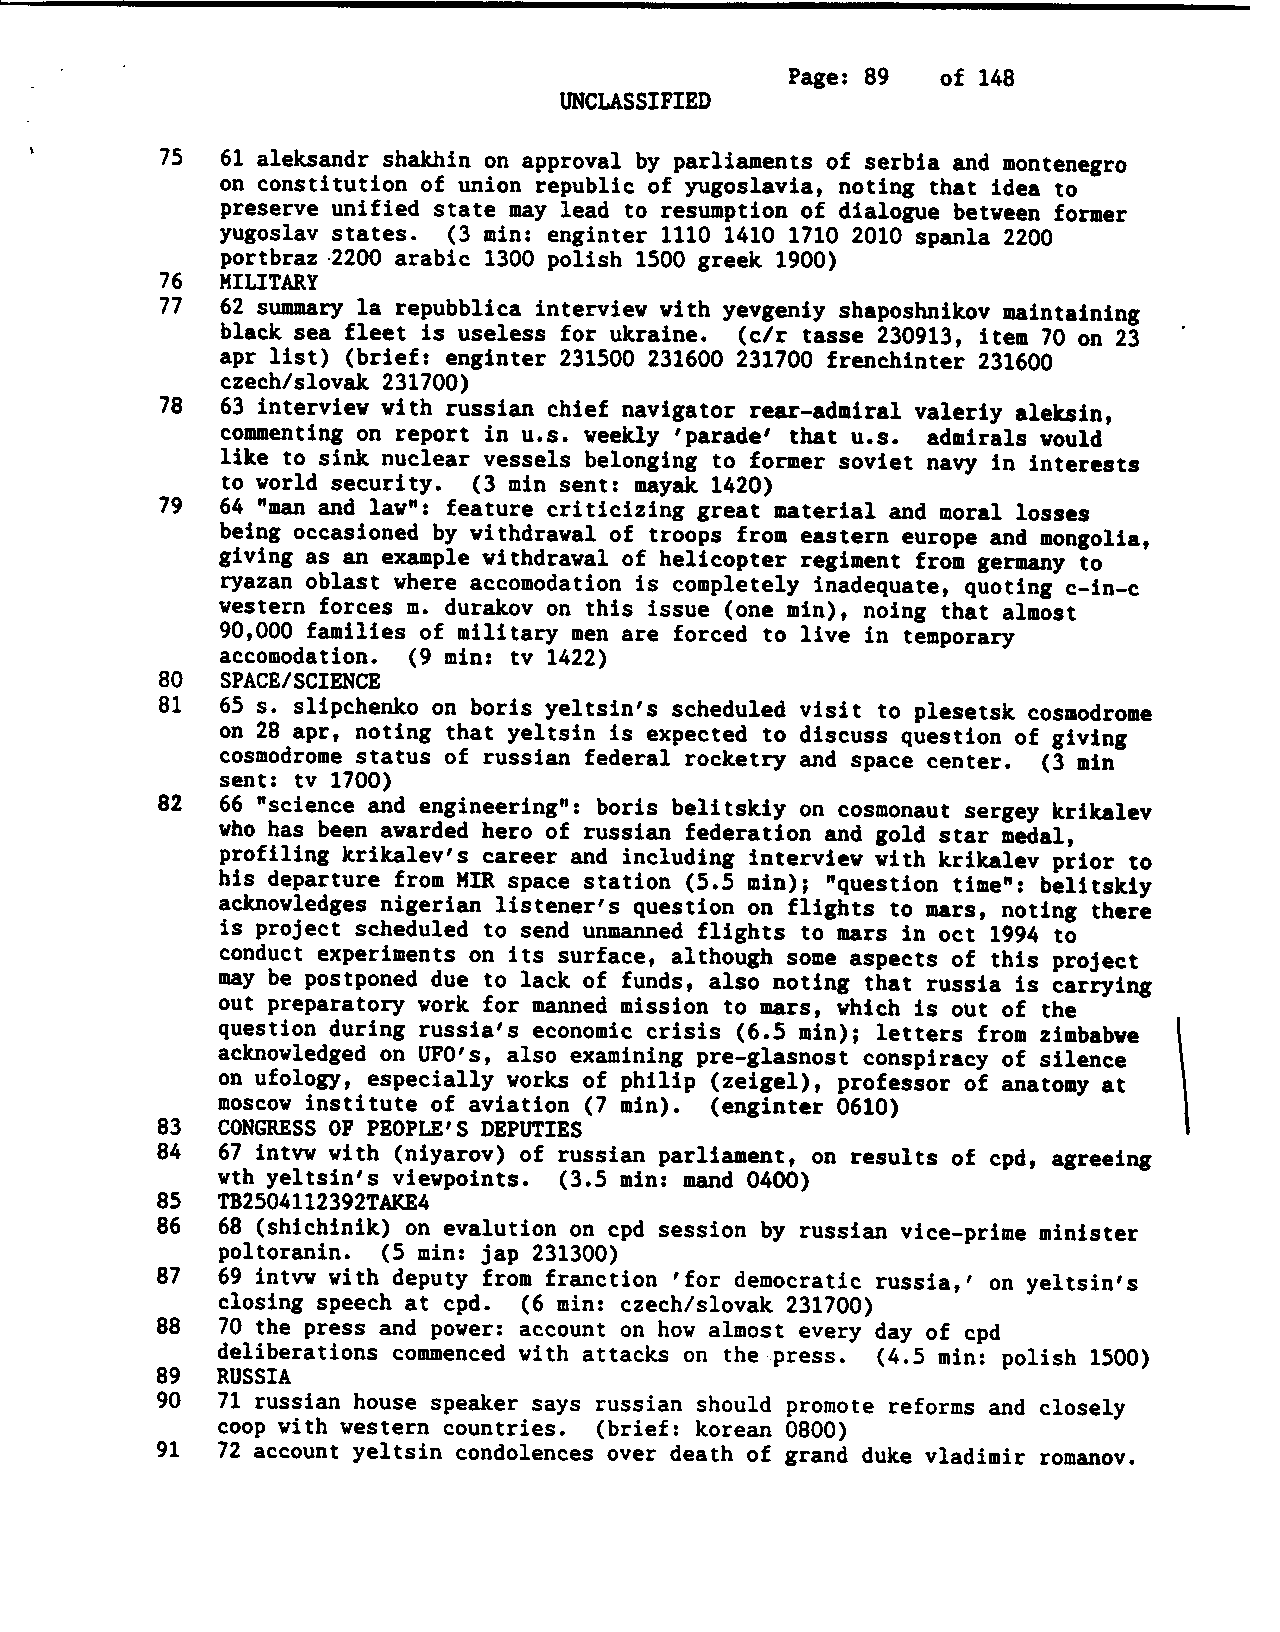 Page: 89 of 148
UNCLASSIFIED
75 61 aleksandr shakhin on approval by parliaments of serbia and montenegro
on constitution of union republic of yugoslavia, noting that idea to
preserve unified state may lead to resumption of dialogue between former
yugoslav states. (3 min: enginter 1110 1410 1710 2010 spanla 2200
portbraz 2200 arabic 1300 polish 1500 greek 1900)
76 MILITARY
77 62 summary la repubblica interview with yevgeniy shaposhnikov maintaining
black sea fleet is useless for ukraine. (c/r tasse 230913, item 70 on 23
apr list) (brief: enginter 231500 231600 231700 frenchinter 231600
czech/slovak 231700)
78 63 interview with russian chief navigator rear-admiral valeriy aleksin,
commenting on report in u.s. weekly 'parade' that u.s. admirals would
like to sink nuclear vessels belonging to former soviet navy in interests
to world security. (3 min sent: mayak 1420)
79 64 "man and law": feature criticizing great material and moral losses
being occasioned by withdrawal of troops from eastern europe and mongolia,
giving as an example withdrawal of helicopter regiment from germany to
ryazan oblast where accomodation is completely inadequate, quoting c-in-c
western forces m. durakov on this issue (one min), noing that almost
90,000 families of military men are forced to live in temporary
accomodation. (9 min: tv 1422)
80 SPACE/SCIENCE
81 65 s. slipchenko on boris yeltsin's scheduled visit to plesetsk cosmodrome
on 28 apr, noting that yeltsin is expected to discuss question of giving
cosmodrome status of russian federal rocketry and space center. (3 min
sent: tv 1700)
82 66 "science and engineering": boris belitskiy on cosmonaut sergey krikalev
who has been awarded hero of russian federation and gold star medal,
profiling krikalev's career and including interview with krikalev prior to
his departure from MIR space station (5.5 min); "question time": belitskiy
acknowledges nigerian listener's question on flights to mars, noting there
is project scheduled to send unmanned flights to mars in oct 1994 to
conduct experiments on its surface, although some aspects of this project
may be postponed due to lack of funds, also noting that russia is carrying
out preparatory work for manned mission to mars, which is out of the
question during russia's economic crisis (6.5 min); letters from zimbabwe
acknowledged on UFO's, also examining pre-glasnost conspiracy of silence
on ufology, especially works of philip (zeigel), professor of anatomy at
moscow institute of aviation (7 min). (enginter 0610)
83 CONGRESS OF PEOPLE'S DEPUTIES
84 67 intvw with (niyarov) of russian parliament, on results of cpd, agreeing
wth yeltsin's viewpoints. (3.5 min: mand 0400)
85 TB2504112392TAKE4
86 68 (shichinik) on evalution on cpd session by russian vice-prime minister
poltoranin. (5 min: jap 231300)
87 69 intvw with deputy from franction 'for democratic russia,' on yeltsin's
closing speech at cpd. (6 min: czech/slovak 231700)
88 70 the press and power: account on how almost every day of cpd
deliberations commenced with attacks on the press. (4.5 min: polish 1500)
89 RUSSIA
90 71 russian house speaker says russian should promote reforms and closely
coop with western countries. (brief: korean 0800)
91 72 account yeltsin condolences over death of grand duke vladimir romanov.